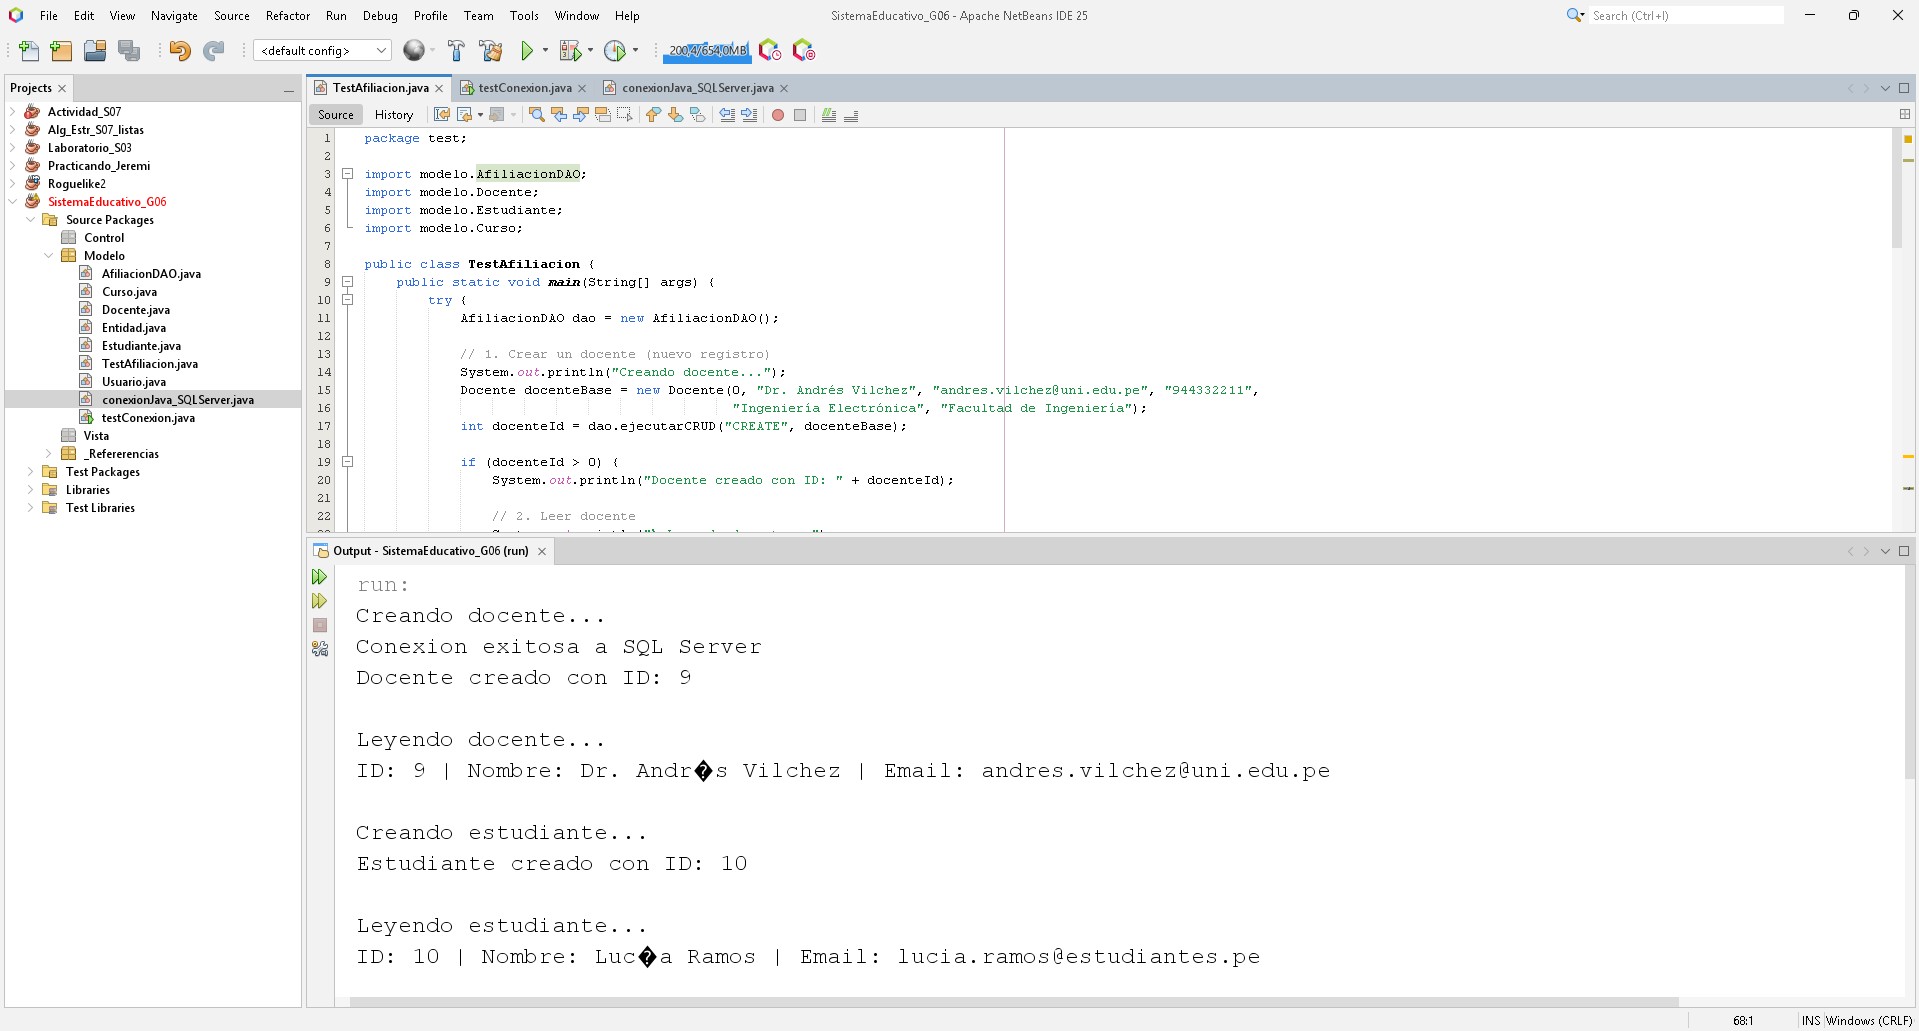 File Edit View Navigate Source Refactor Run Debug Profile Team Tools Window Help
SistemaEducativo_G06 - Apache NetBeans IDE 25
Search (Ctrl+I)
<default config>
200,4/654,0MB
Projects
Actividad_S07
Alg_Estr_S07_listas
Laboratorio_S03
Practicando_Jeremi
Roguelike2
SistemaEducativo_G06
Source Packages
Control
Modelo
AfiliacionDAO.java
Curso.java
Docente.java
Entidad.java
Estudiante.java
TestAfiliacion.java
Usuario.java
conexionJava_SQLServer.java
testConexion.java
Vista
_Refererencias
Test Packages
Libraries
Test Libraries
TestAfiliacion.java testConexion.java conexionJava_SQLServer.java
Source History
1 package test;
2
3 import modelo.AfiliacionDAO;
4 import modelo.Docente;
5 import modelo.Estudiante;
6 import modelo.Curso;
7
8 public class TestAfiliacion {
9 public static void main(String[] args) {
10 try {
11 AfiliacionDAO dao = new AfiliacionDAO();
12
13 // 1. Crear un docente (nuevo registro)
14 System.out.println("Creando docente...");
15 Docente docenteBase = new Docente(0, "Dr. Andrés Vilchez", "andres.vilchez@uni.edu.pe", "944332211",
16 "Ingeniería Electrónica", "Facultad de Ingeniería");
17 int docenteId = dao.ejecutarCRUD("CREATE", docenteBase);
18
19 if (docenteId > 0) {
20 System.out.println("Docente creado con ID: " + docenteId);
21
22 // 2. Leer docente
Output - SistemaEducativo_G06 (run)
run:
Creando docente...
Conexion exitosa a SQL Server
Docente creado con ID: 9
Leyendo docente...
ID: 9 | Nombre: Dr. Andr�s Vilchez | Email: andres.vilchez@uni.edu.pe
Creando estudiante...
Estudiante creado con ID: 10
Leyendo estudiante...
ID: 10 | Nombre: Luc�a Ramos | Email: lucia.ramos@estudiantes.pe
68:1 INS Windows (CRLF)